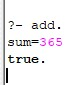 ?- add.
sum=365
true.